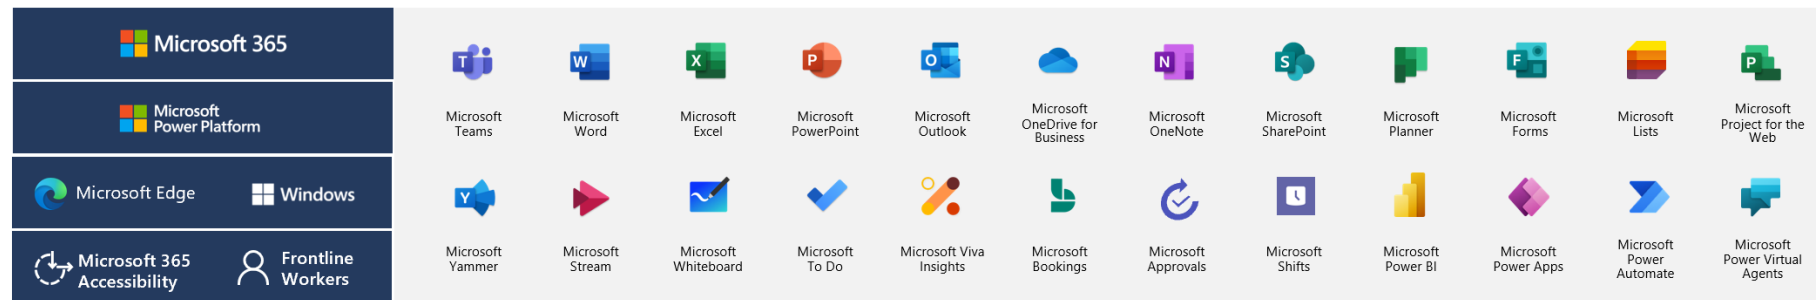 Microsoft 365
Microsoft
Power Platform
Microsoft Edge
Windows
Microsoft 365
Accessibility
Frontline
Workers
T
Microsoft
Teams
W
Microsoft
Word
X
Microsoft
Excel
P
Microsoft
PowerPoint
O
Microsoft
Outlook
Microsoft
OneDrive for
Business
N
Microsoft
OneNote
S
Microsoft
SharePoint
Microsoft
Planner
F
Microsoft
Forms
Microsoft
Lists
P
Microsoft
Project for the
Web
Y
Microsoft
Yammer
Microsoft
Stream
Microsoft
Whiteboard
Microsoft
To Do
Microsoft Viva
Insights
Microsoft
Bookings
Microsoft
Approvals
Microsoft
Shifts
Microsoft
Power BI
Microsoft
Power Apps
Microsoft
Power
Automate
Microsoft
Power Virtual
Agents